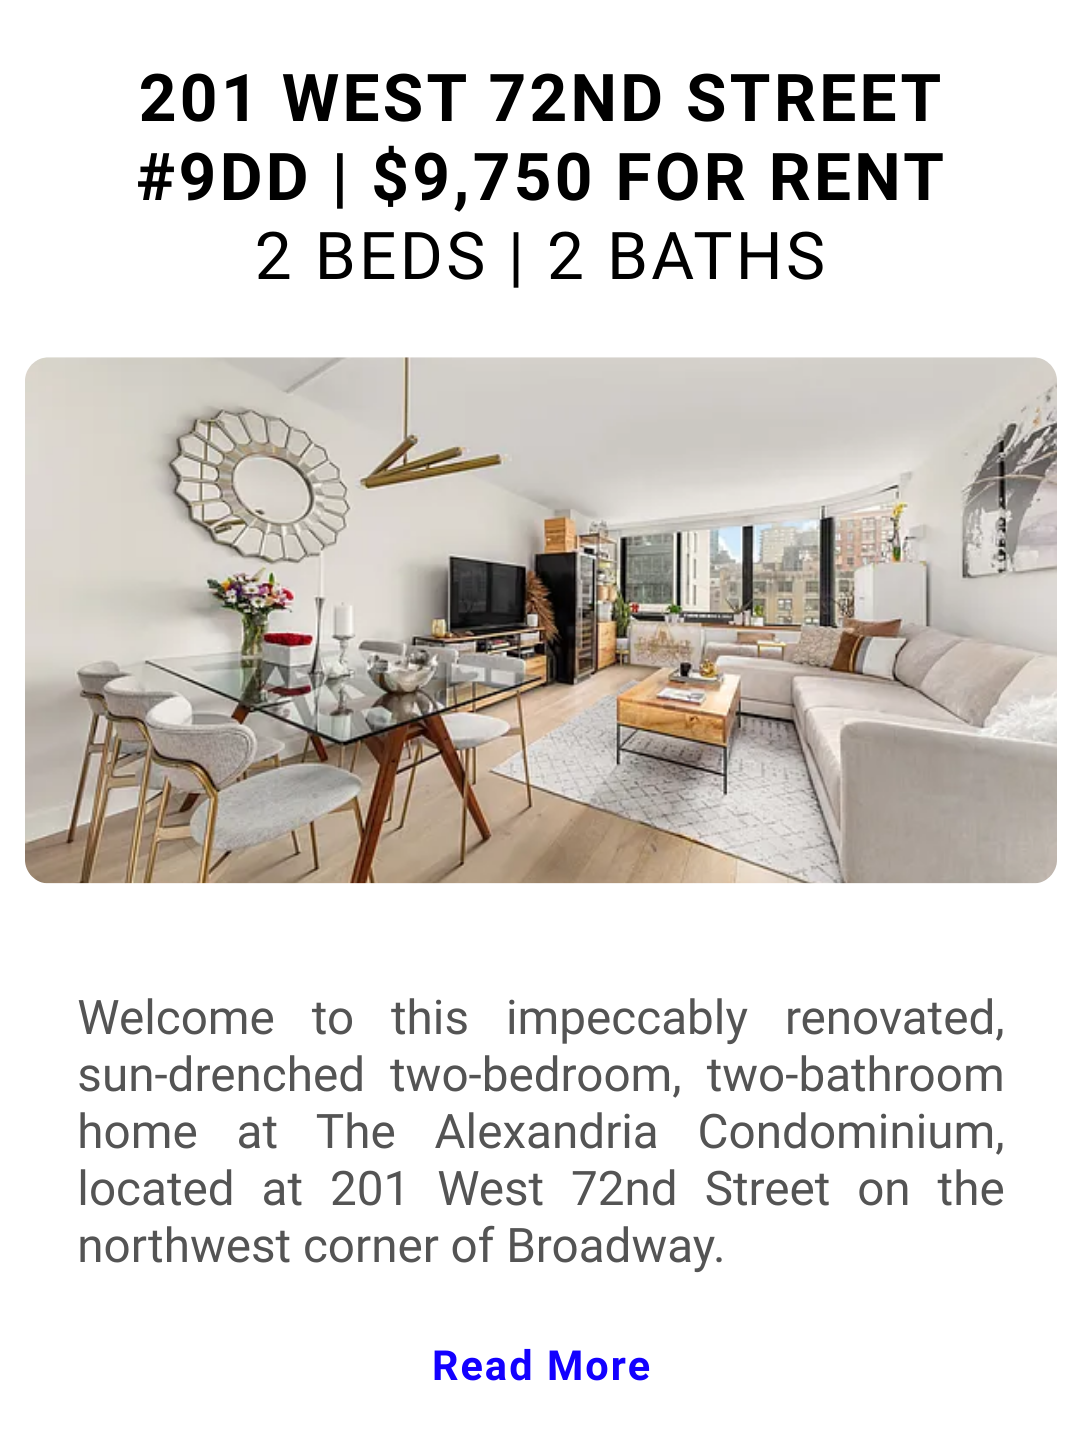 201 WEST 72ND STREET
#9DD | $9,750 FOR RENT
2 BEDS | 2 BATHS
Welcome to this impeccably renovated,
sun-drenched two-bedroom, two-bathroom
home at The Alexandria Condominium,
located at 201 West 72nd Street on the
northwest corner of Broadway.
Read More